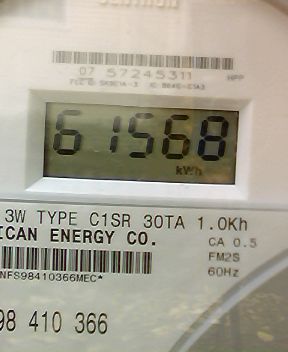 07 57245311 HPP
61568
kWh
3W TYPE C1SR 30TA 1.0Kh
ICAN ENERGY CO. CA 0.5
FM2S
NFS98410366MEC* 60Hz
98 410 366